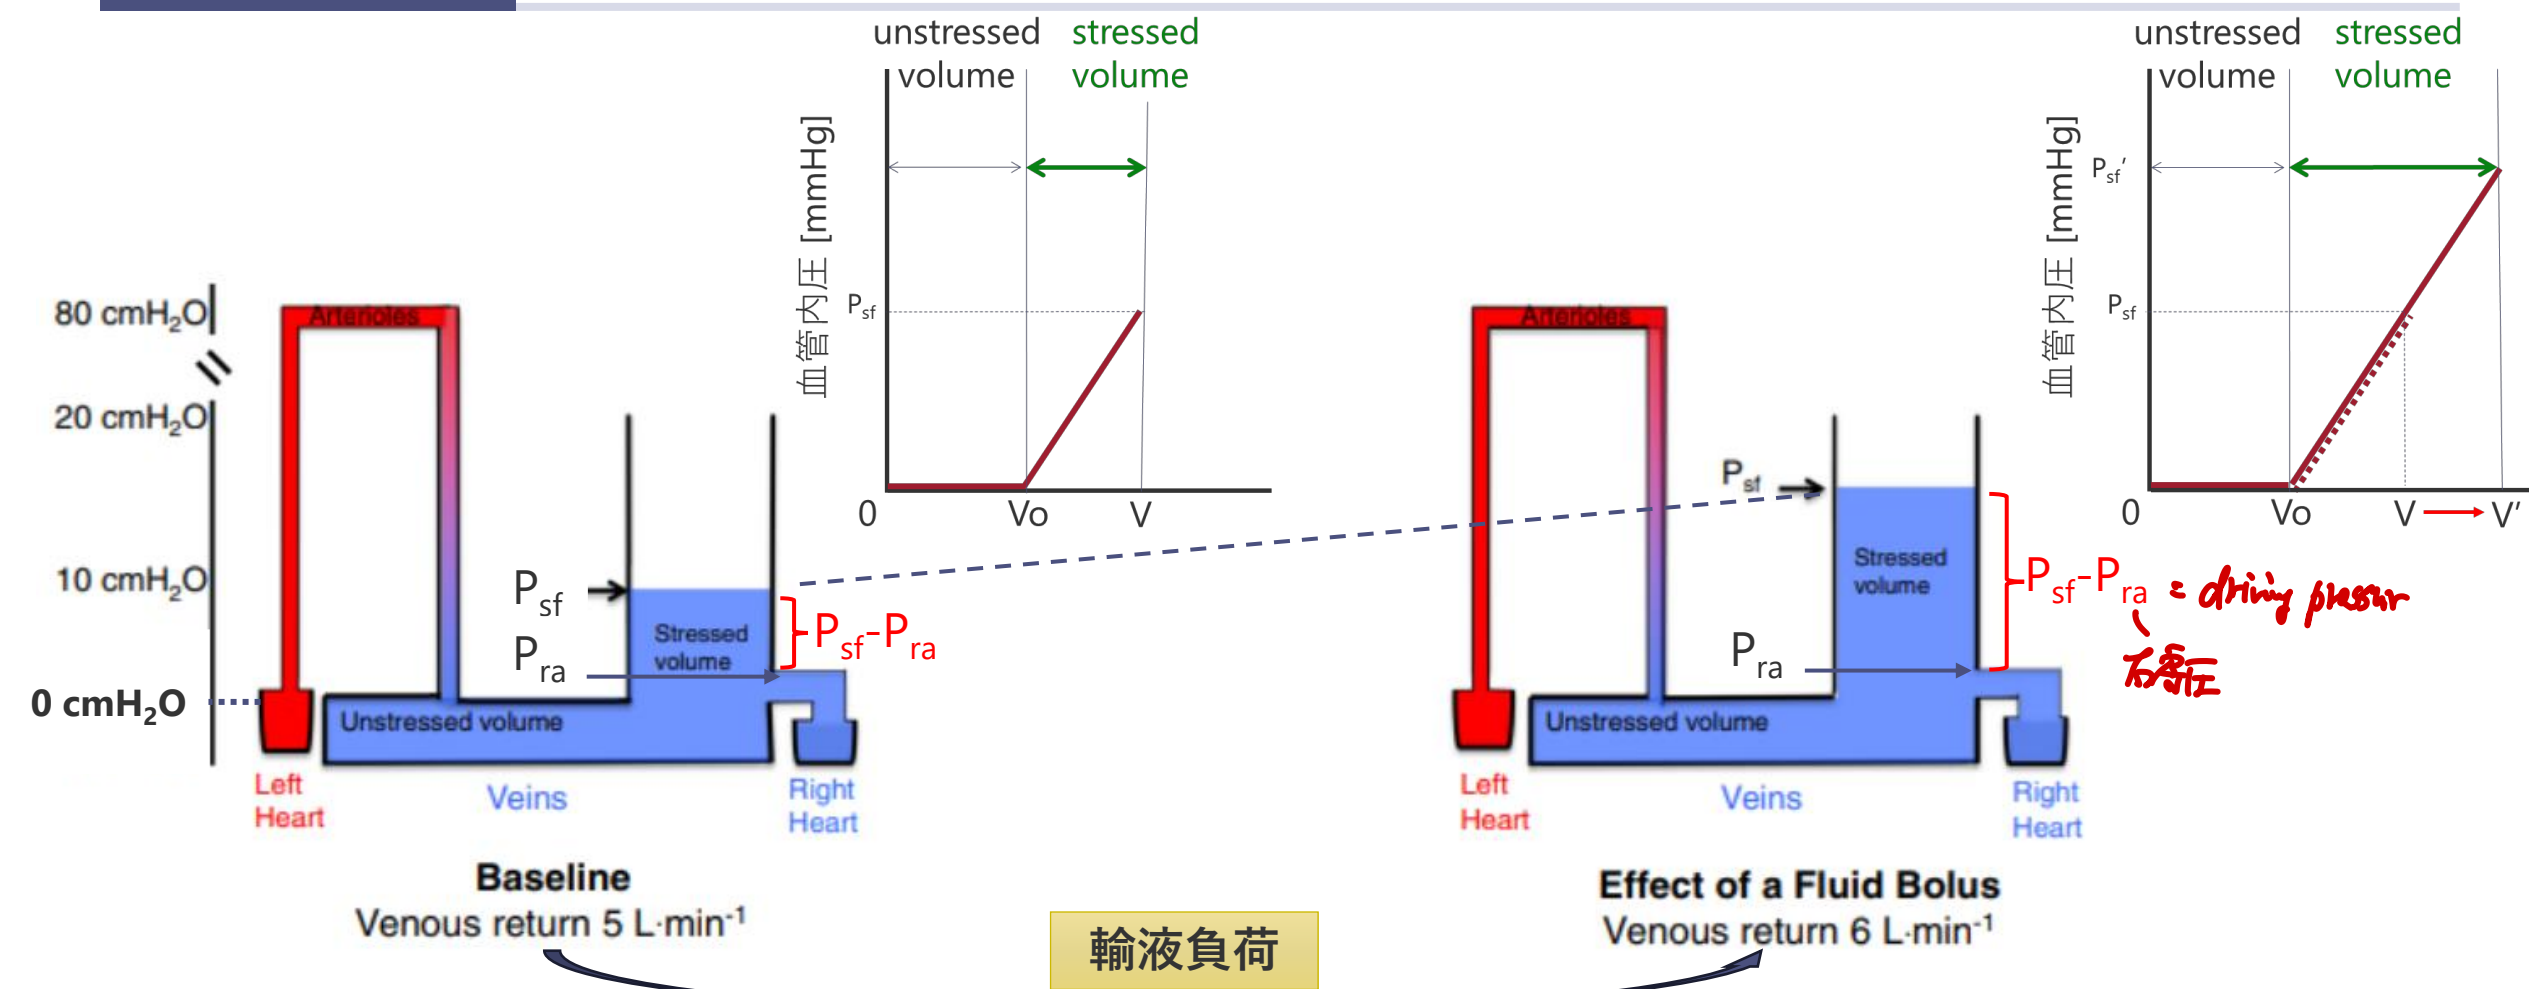 unstressed
volume
stressed
volume
血管内圧 [mmHg]
Psf
0
Vo
V
unstressed
volume
stressed
volume
血管内圧 [mmHg]
Psf′
Psf
0
Vo
V
V′
80 cmH₂O
20 cmH₂O
10 cmH₂O
0 cmH₂O
Arterioles
Psf
Pra
Stressed
volume
Psf-Pra
Unstressed volume
Left
Heart
Veins
Right
Heart
Baseline
Venous return 5 L·min⁻¹
Arterioles
Psf
Pra
Stressed
volume
Psf-Pra = driving pressur
右房圧
Unstressed volume
Left
Heart
Veins
Right
Heart
Effect of a Fluid Bolus
Venous return 6 L·min⁻¹
輸液負荷